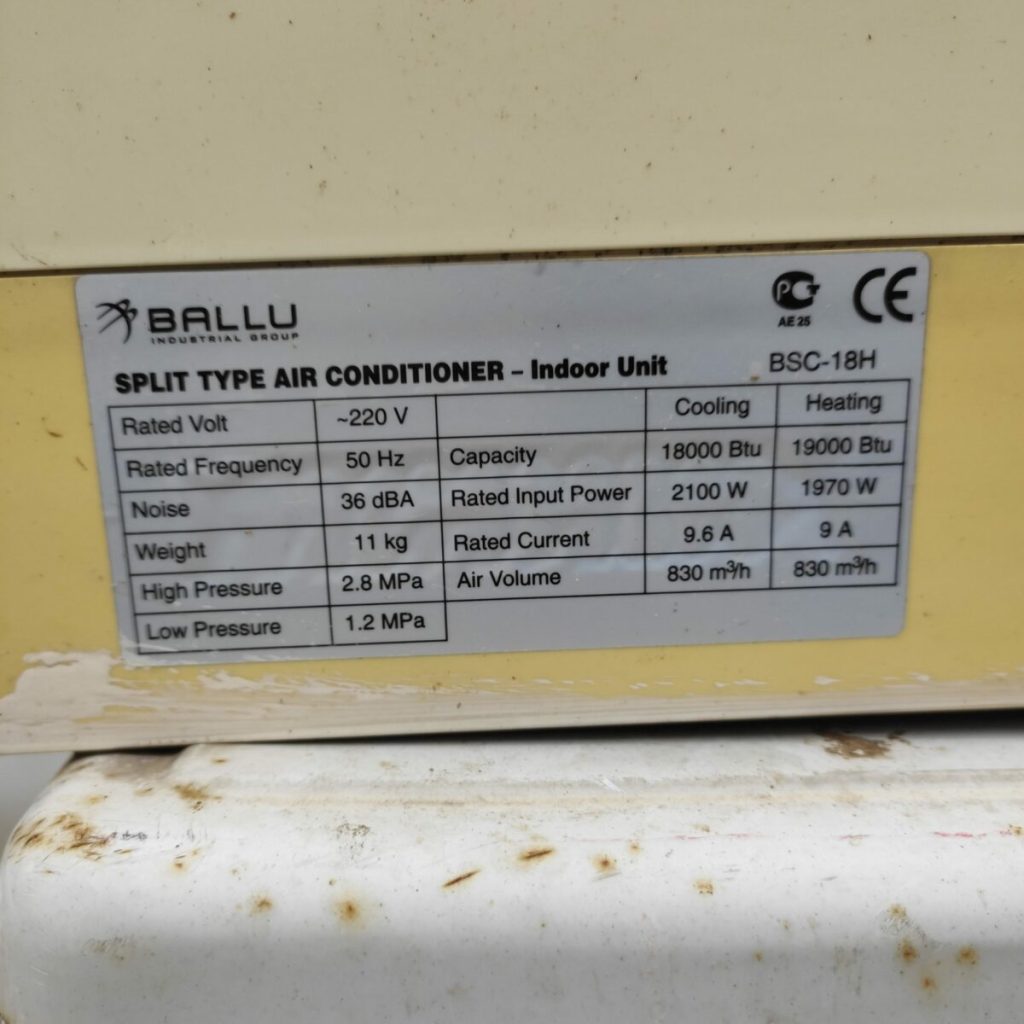 BALLU
INDUSTRIAL GROUP
PCT
AE 25
CE
SPLIT TYPE AIR CONDITIONER – Indoor Unit BSC-18H
Rated Volt ~220 V Cooling Heating
Rated Frequency 50 Hz Capacity 18000 Btu 19000 Btu
Noise 36 dBA Rated Input Power 2100 W 1970 W
Weight 11 kg Rated Current 9.6 A 9 A
High Pressure 2.8 MPa Air Volume 830 m³/h 830 m³/h
Low Pressure 1.2 MPa